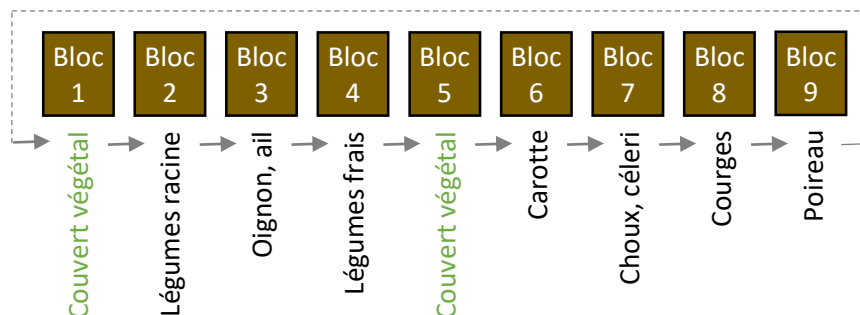 Bloc
1
Bloc
2
Bloc
3
Bloc
4
Bloc
5
Bloc
6
Bloc
7
Bloc
8
Bloc
9
Couvert végétal
Légumes racine
Oignon, ail
Légumes frais
Couvert végétal
Carotte
Choux, céleri
Courges
Poireau